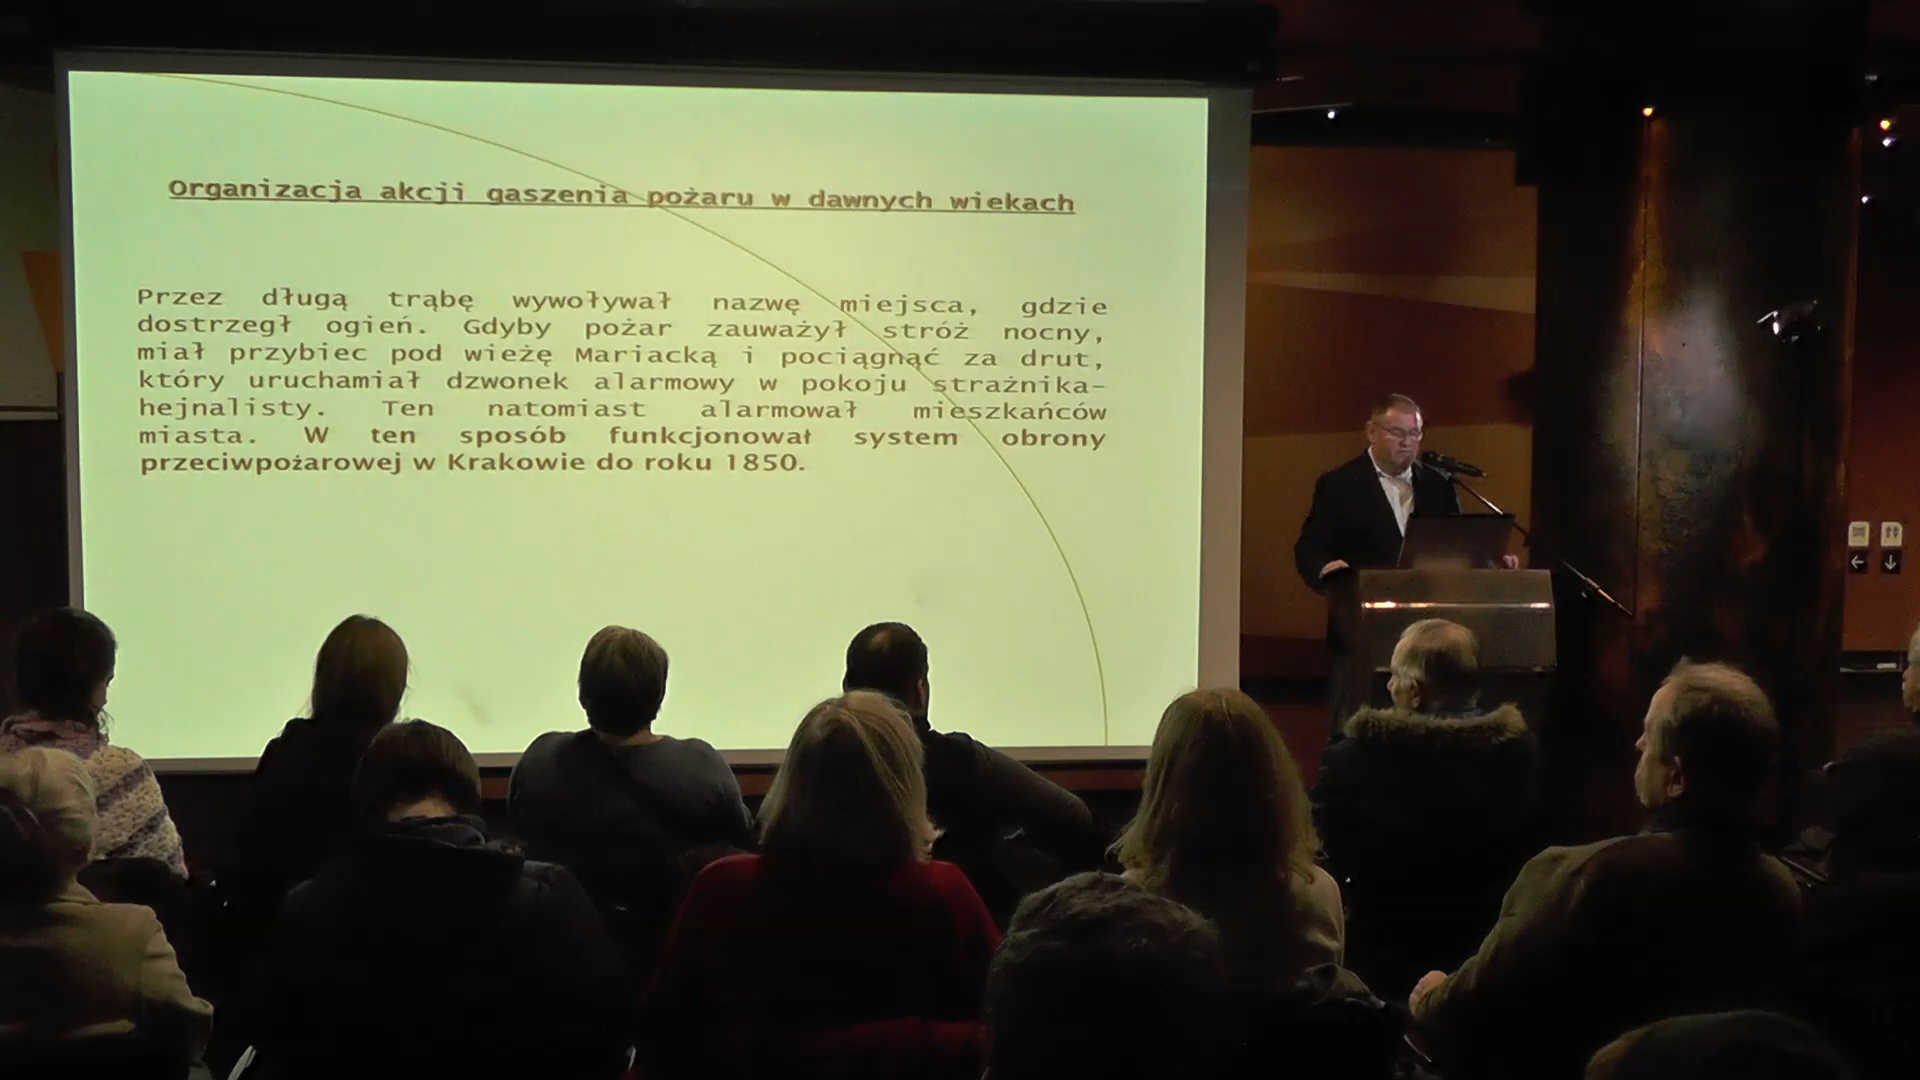 Organizacja akcji gaszenia pożaru w dawnych wiekach
Przez długą trąbę wywoływał nazwę miejsca, gdzie
dostrzegł ogień. Gdyby pożar zauważył stróż nocny,
miał przybiec pod wieżę Mariacką i pociągnąć za drut,
który uruchamiał dzwonek alarmowy w pokoju strażnika-
hejnalisty. Ten natomiast alarmował mieszkańców
miasta. W ten sposób funkcjonował system obrony
przeciwpożarowej w Krakowie do roku 1850.